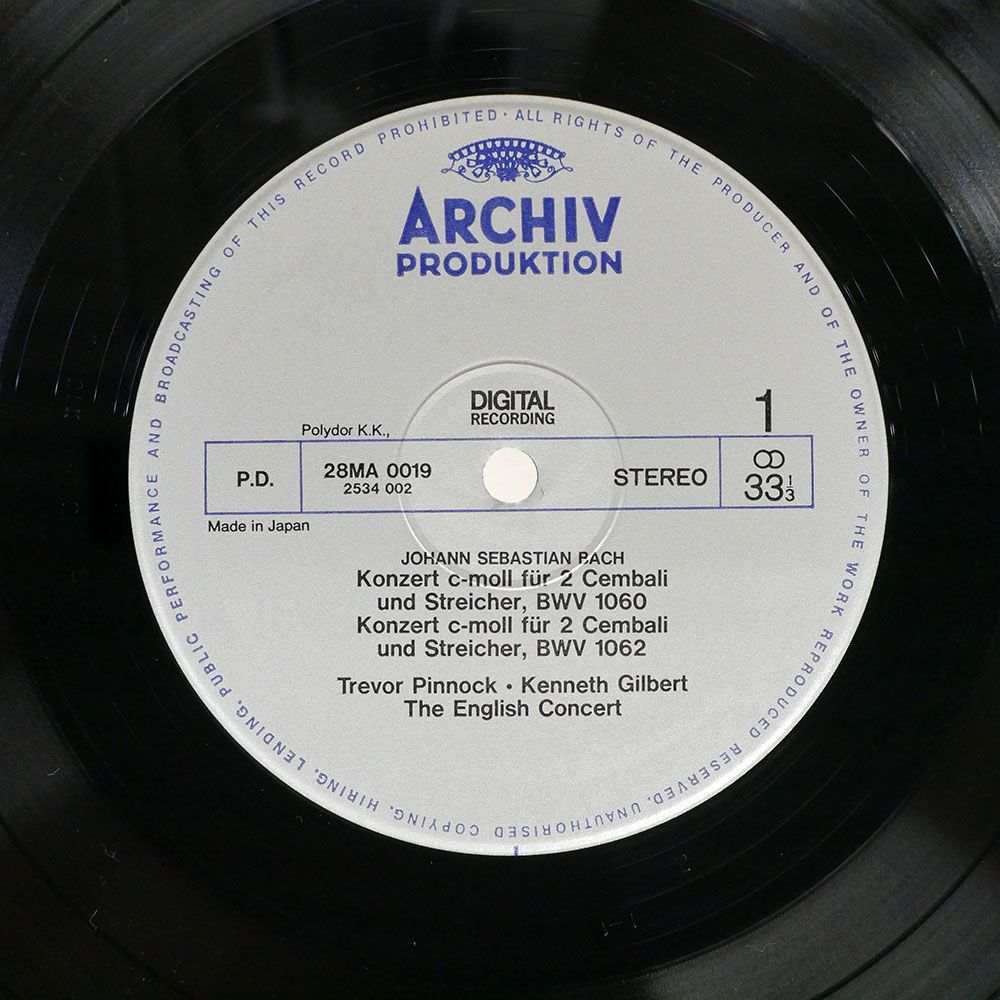 ALL RIGHTS OF THE PRODUCER AND OF THE OWNER OF THE WORK REPRODUCED RESERVED. UNAUTHORISED COPYING, HIRING, LENDING, PUBLIC PERFORMANCE AND BROADCASTING OF THIS RECORD PROHIBITED ·
ARCHIV
PRODUKTION
DIGITAL
RECORDING
1
Polydor K.K.,
P.D.
28MA 0019
2534 002
STEREO
33 1/3
Made in Japan
JOHANN SEBASTIAN BACH
Konzert c-moll für 2 Cembali
und Streicher, BWV 1060
Konzert c-moll für 2 Cembali
und Streicher, BWV 1062
Trevor Pinnock · Kenneth Gilbert
The English Concert